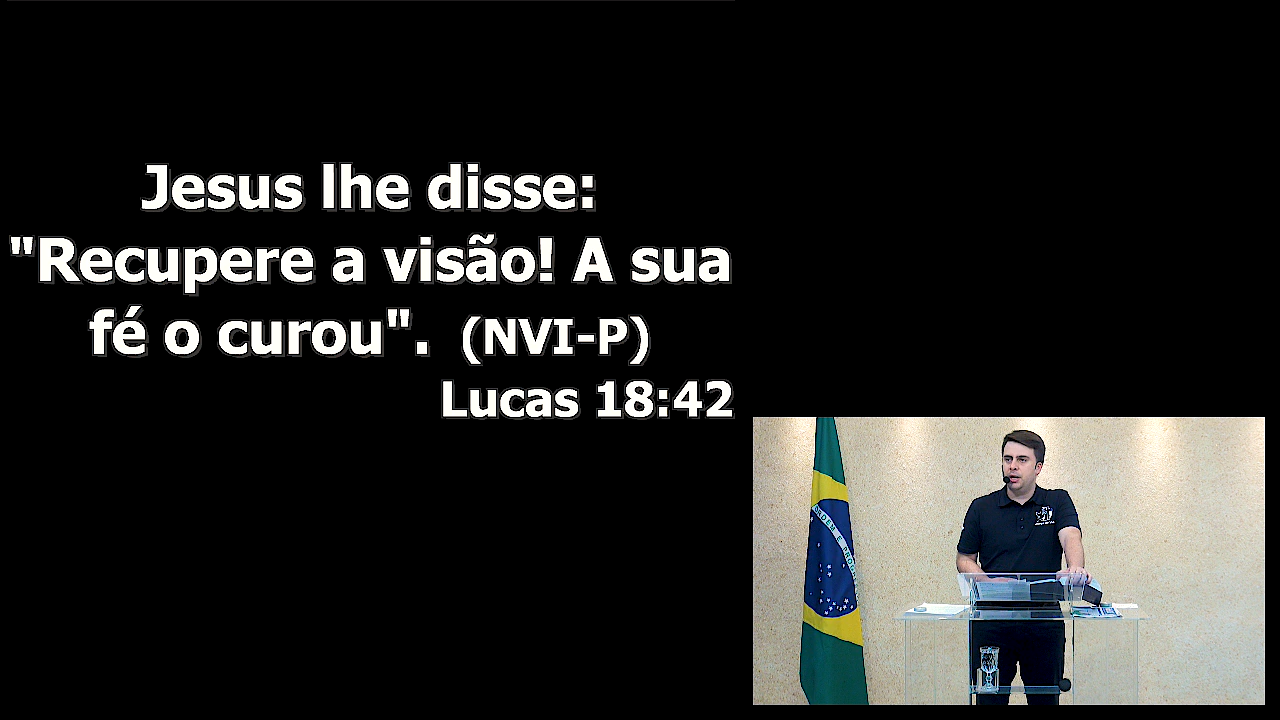 Jesus lhe disse:
"Recupere a visão! A sua
fé o curou". (NVI-P)
Lucas 18:42